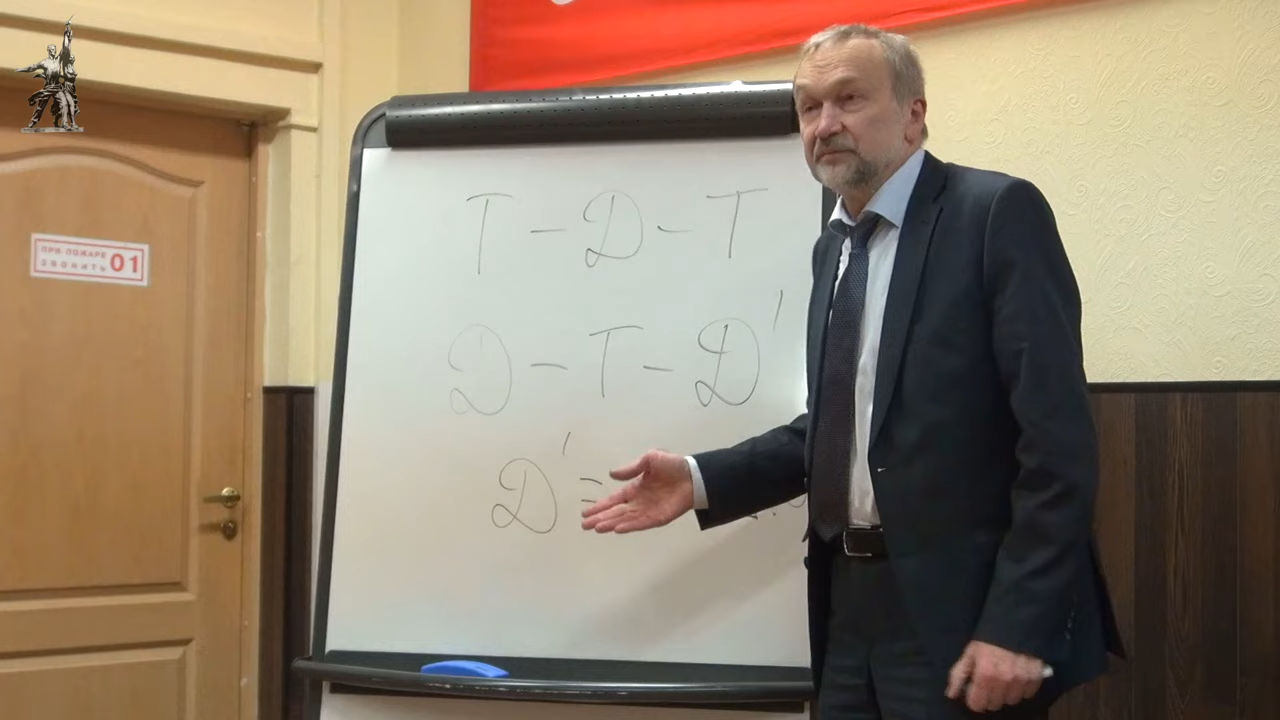 ПРИ ПОЖАРЕ
ЗВОНИТЬ 01
Т – Д – Т
Д – Т – Д'
Д' =